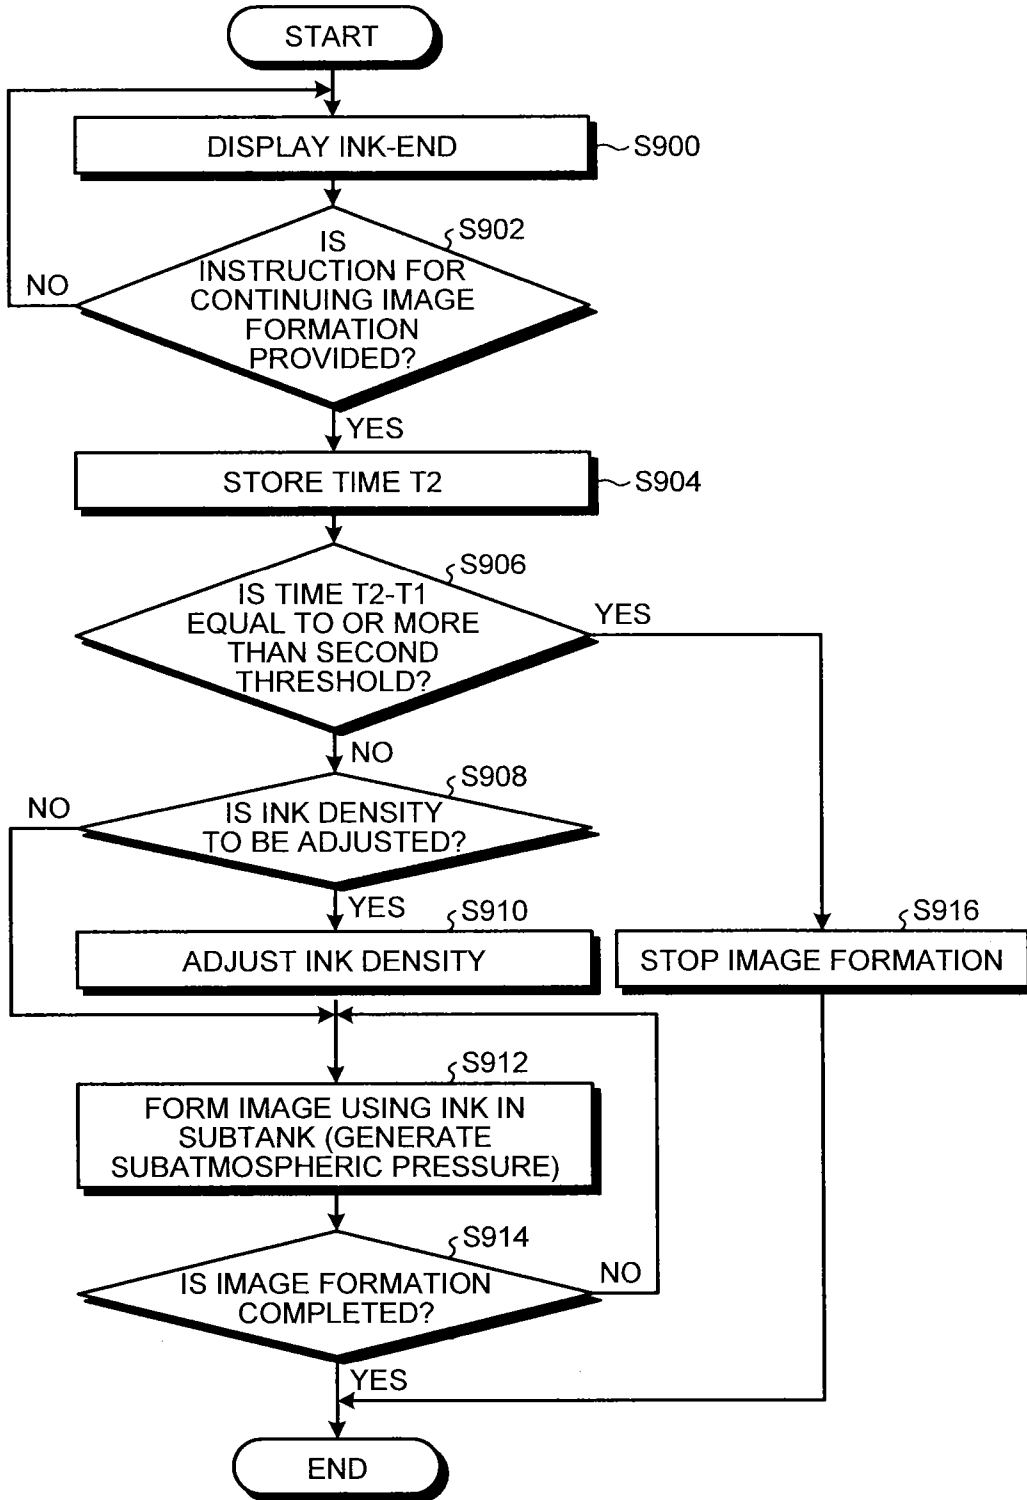 START
DISPLAY INK-END
S900
S902
IS
INSTRUCTION FOR
CONTINUING IMAGE
FORMATION
PROVIDED?
NO
YES
STORE TIME T2
S904
S906
IS TIME T2-T1
EQUAL TO OR MORE
THAN SECOND
THRESHOLD?
YES
NO
S908
IS INK DENSITY
TO BE ADJUSTED?
NO
YES
S910
ADJUST INK DENSITY
S916
STOP IMAGE FORMATION
S912
FORM IMAGE USING INK IN
SUBTANK (GENERATE
SUBATMOSPHERIC PRESSURE)
S914
IS IMAGE FORMATION
COMPLETED?
NO
YES
END